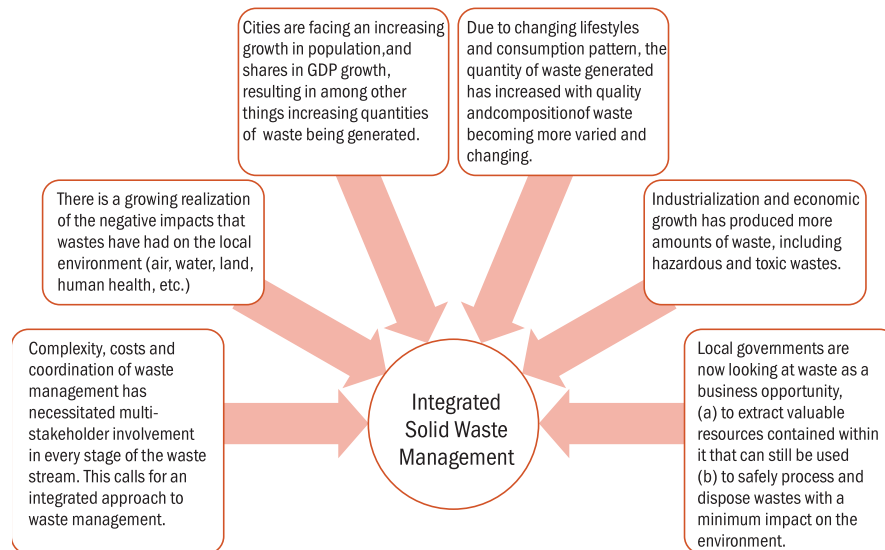 Cities are facing an increasing
growth in population,and
shares in GDP growth,
resulting in among other
things increasing quantities
of waste being generated.
Due to changing lifestyles
and consumption pattern, the
quantity of waste generated
has increased with quality
andcompositionof waste
becoming more varied and
changing.
There is a growing realization
of the negative impacts that
wastes have had on the local
environment (air, water, land,
human health, etc.)
Industrialization and economic
growth has produced more
amounts of waste, including
hazardous and toxic wastes.
Complexity, costs and
coordination of waste
management has
necessitated multi-
stakeholder involvement
in every stage of the waste
stream. This calls for an
integrated approach to
waste management.
Integrated
Solid Waste
Management
Local governments are
now looking at waste as a
business opportunity,
(a) to extract valuable
resources contained within
it that can still be used
(b) to safely process and
dispose wastes with a
minimum impact on the
environment.